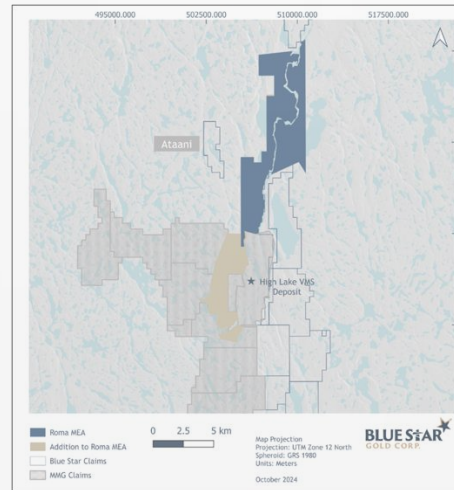 495000.000 502500.000 510000.000 517500.000
Ataani
High Lake VMS
Deposit
Roma MEA
Addition to Roma MEA
Blue Star Claims
MMG Claims
0 2.5 5 km
Map Projection
Projection: UTM Zone 12 North
Spheroid: GRS 1980
Units: Meters
October 2024
BLUE STAR
GOLD CORP.